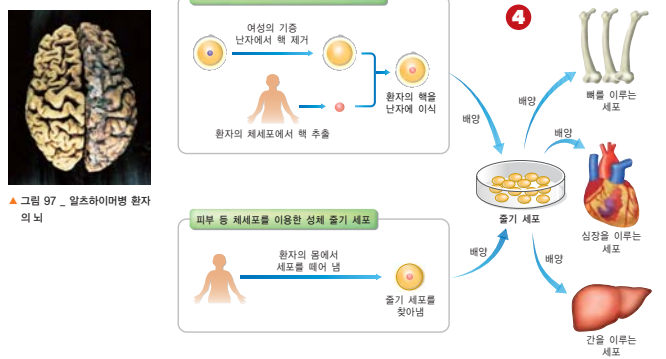 여성의 기증
난자에서 핵 제거
환자의 핵을
난자에 이식
환자의 체세포에서 핵 추출
▲ 그림 97 _ 알츠하이머병 환자
의 뇌
피부 등 체세포를 이용한 성체 줄기 세포
환자의 몸에서
세포를 떼어 냄
줄기 세포를
찾아냄
4
배양
배양
배양
배양
배양
줄기 세포
뼈를 이루는
세포
심장을 이루는
세포
간을 이루는
세포